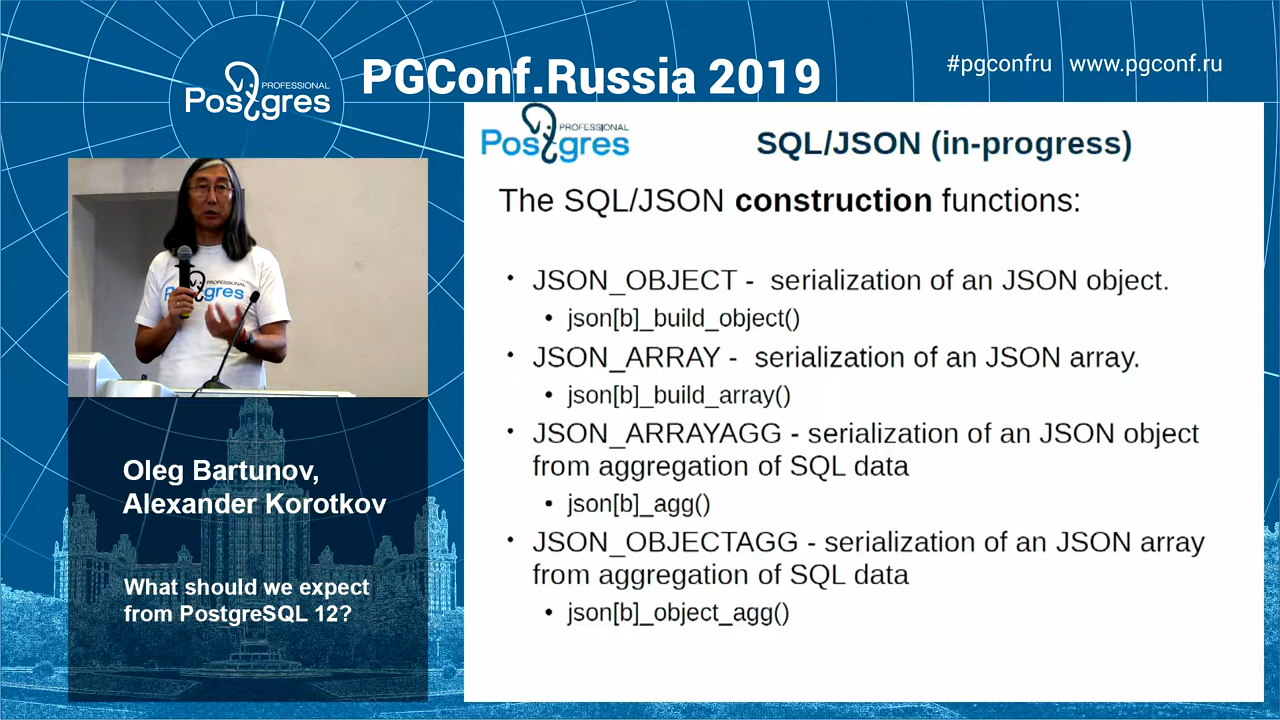 PROFESSIONAL
Postgres
PGConf.Russia 2019
#pgconfru www.pgconf.ru
PROFESSIONAL
Postgres
SQL/JSON (in-progress)
The SQL/JSON construction functions:
• JSON_OBJECT - serialization of an JSON object.
• json[b]_build_object()
• JSON_ARRAY - serialization of an JSON array.
• json[b]_build_array()
• JSON_ARRAYAGG - serialization of an JSON object
from aggregation of SQL data
• json[b]_agg()
• JSON_OBJECTAGG - serialization of an JSON array
from aggregation of SQL data
• json[b]_object_agg()
PROFESSIONAL
Postgres
Oleg Bartunov,
Alexander Korotkov
What should we expect
from PostgreSQL 12?